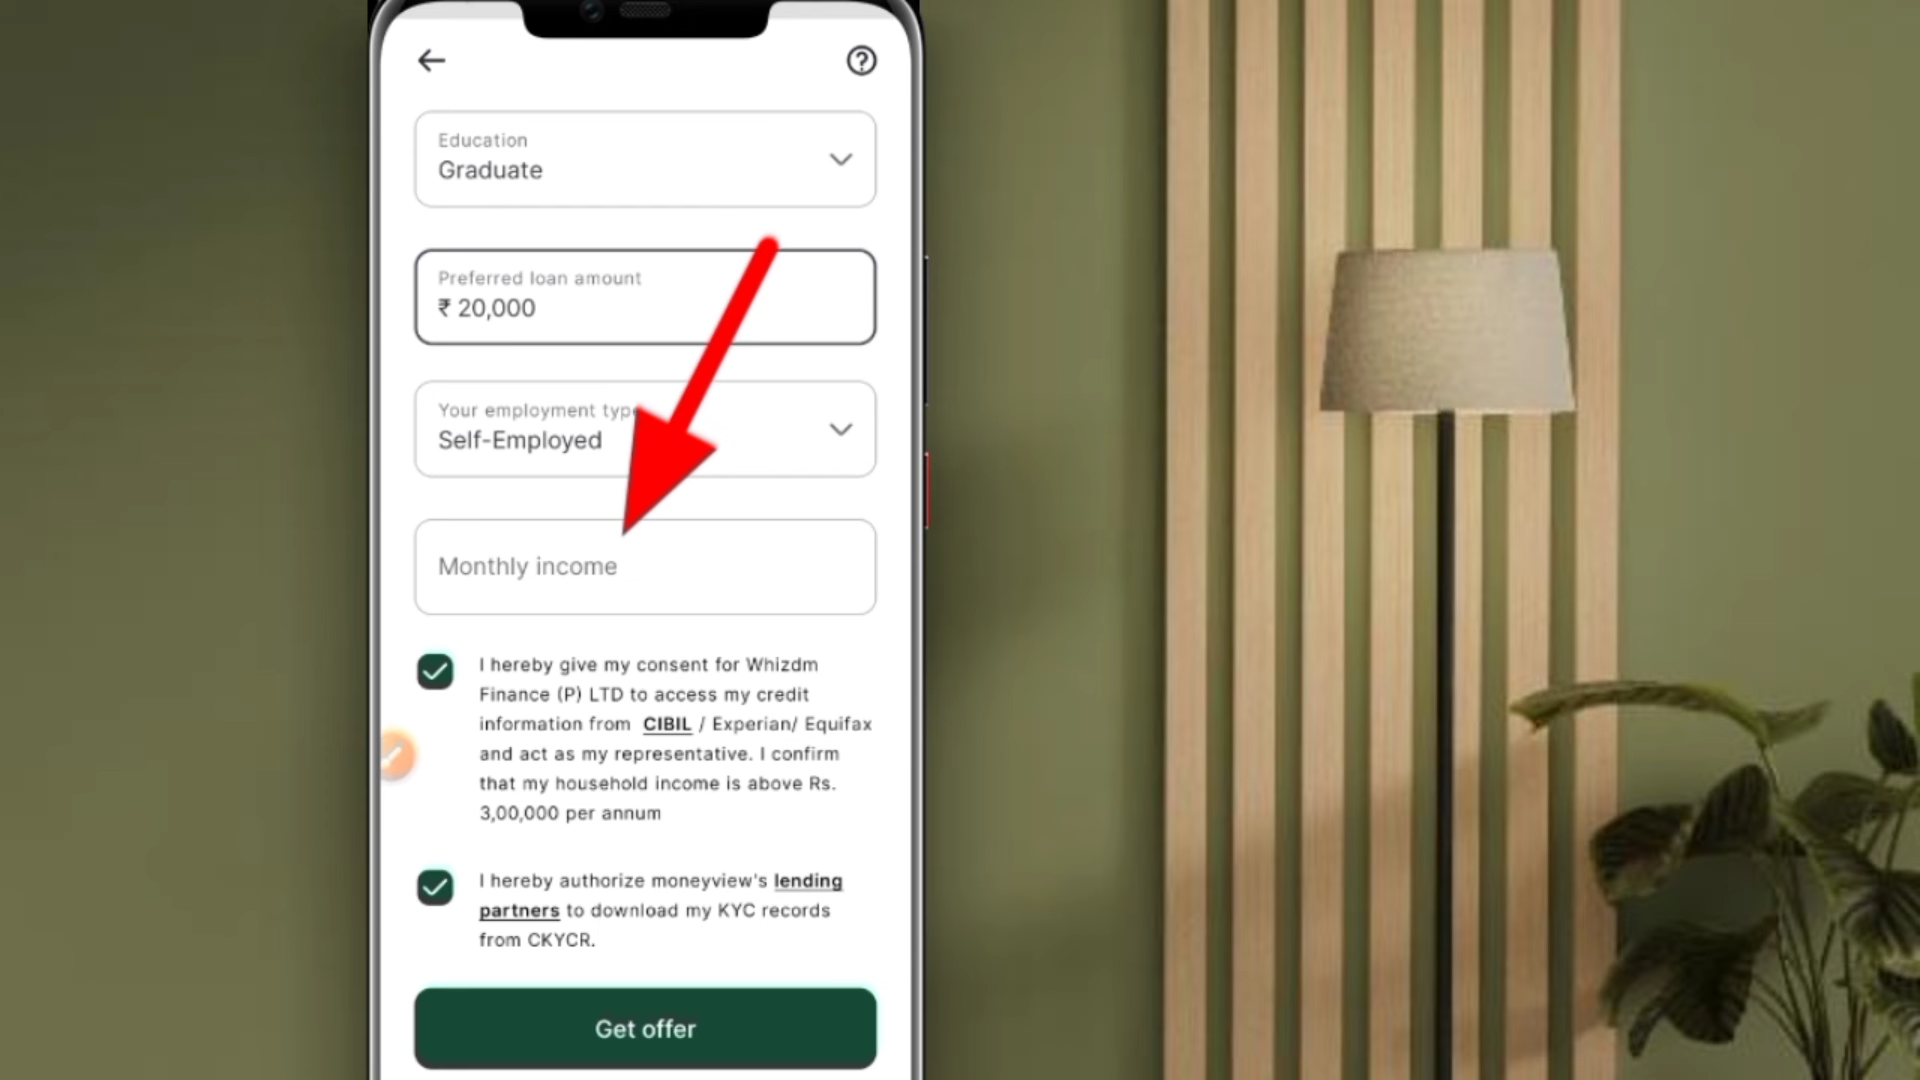 Education
Graduate
Preferred loan amount
₹ 20,000
Your employment type
Self-Employed
Monthly income
I hereby give my consent for Whizdm
Finance (P) LTD to access my credit
information from CIBIL / Experian/ Equifax
and act as my representative. I confirm
that my household income is above Rs.
3,00,000 per annum
I hereby authorize moneyview's lending
partners to download my KYC records
from CKYCR.
Get offer